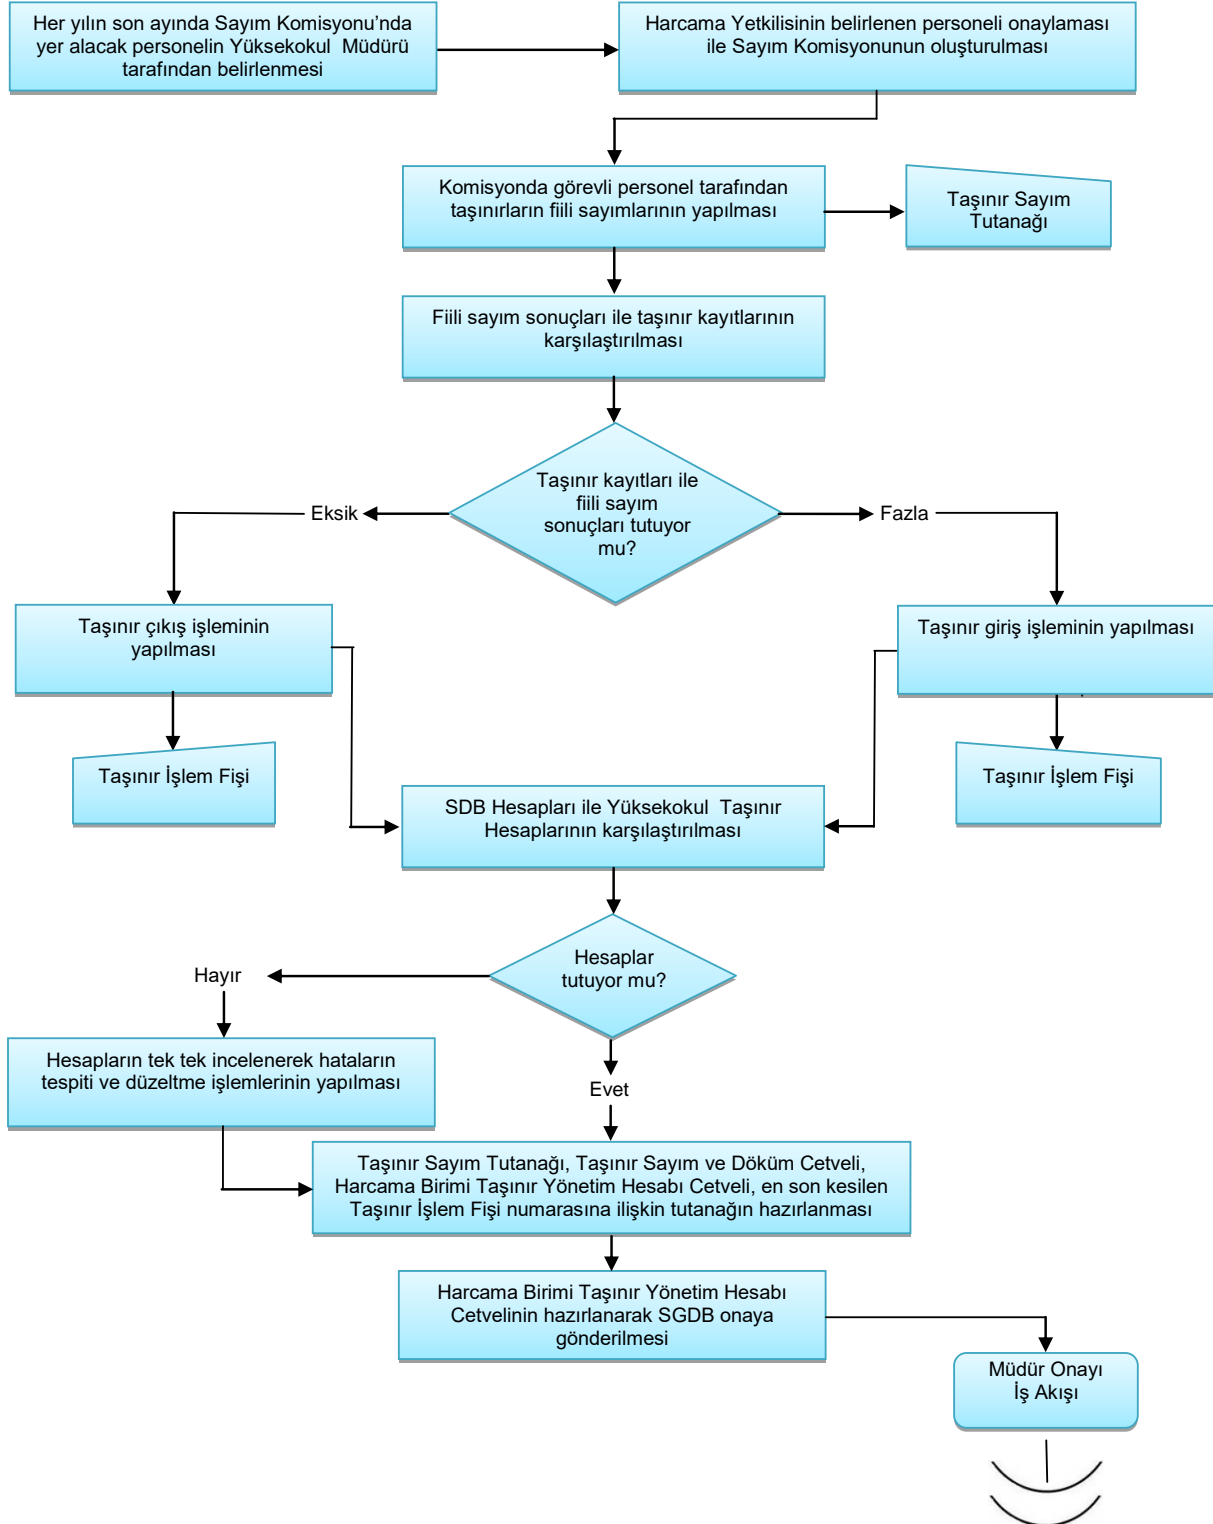 Her yılın son ayında Sayım Komisyonu’nda
yer alacak personelin Yüksekokul Müdürü
tarafından belirlenmesi
Harcama Yetkilisinin belirlenen personeli onaylaması
ile Sayım Komisyonunun oluşturulması
Komisyonda görevli personel tarafından
taşınırların fiili sayımlarının yapılması
Taşınır Sayım
Tutanağı
Fiili sayım sonuçları ile taşınır kayıtlarının
karşılaştırılması
Taşınır kayıtları ile
fiili sayım
sonuçları tutuyor
mu?
Eksik
Fazla
Taşınır çıkış işleminin
yapılması
Taşınır giriş işleminin yapılması
Taşınır İşlem Fişi
Taşınır İşlem Fişi
SDB Hesapları ile Yüksekokul Taşınır
Hesaplarının karşılaştırılması
Hesaplar
tutuyor mu?
Hayır
Hesapların tek tek incelenerek hataların
tespiti ve düzeltme işlemlerinin yapılması
Evet
Taşınır Sayım Tutanağı, Taşınır Sayım ve Döküm Cetveli,
Harcama Birimi Taşınır Yönetim Hesabı Cetveli, en son kesilen
Taşınır İşlem Fişi numarasına ilişkin tutanağın hazırlanması
Harcama Birimi Taşınır Yönetim Hesabı
Cetvelinin hazırlanarak SGDB onaya
gönderilmesi
Müdür Onayı
İş Akışı